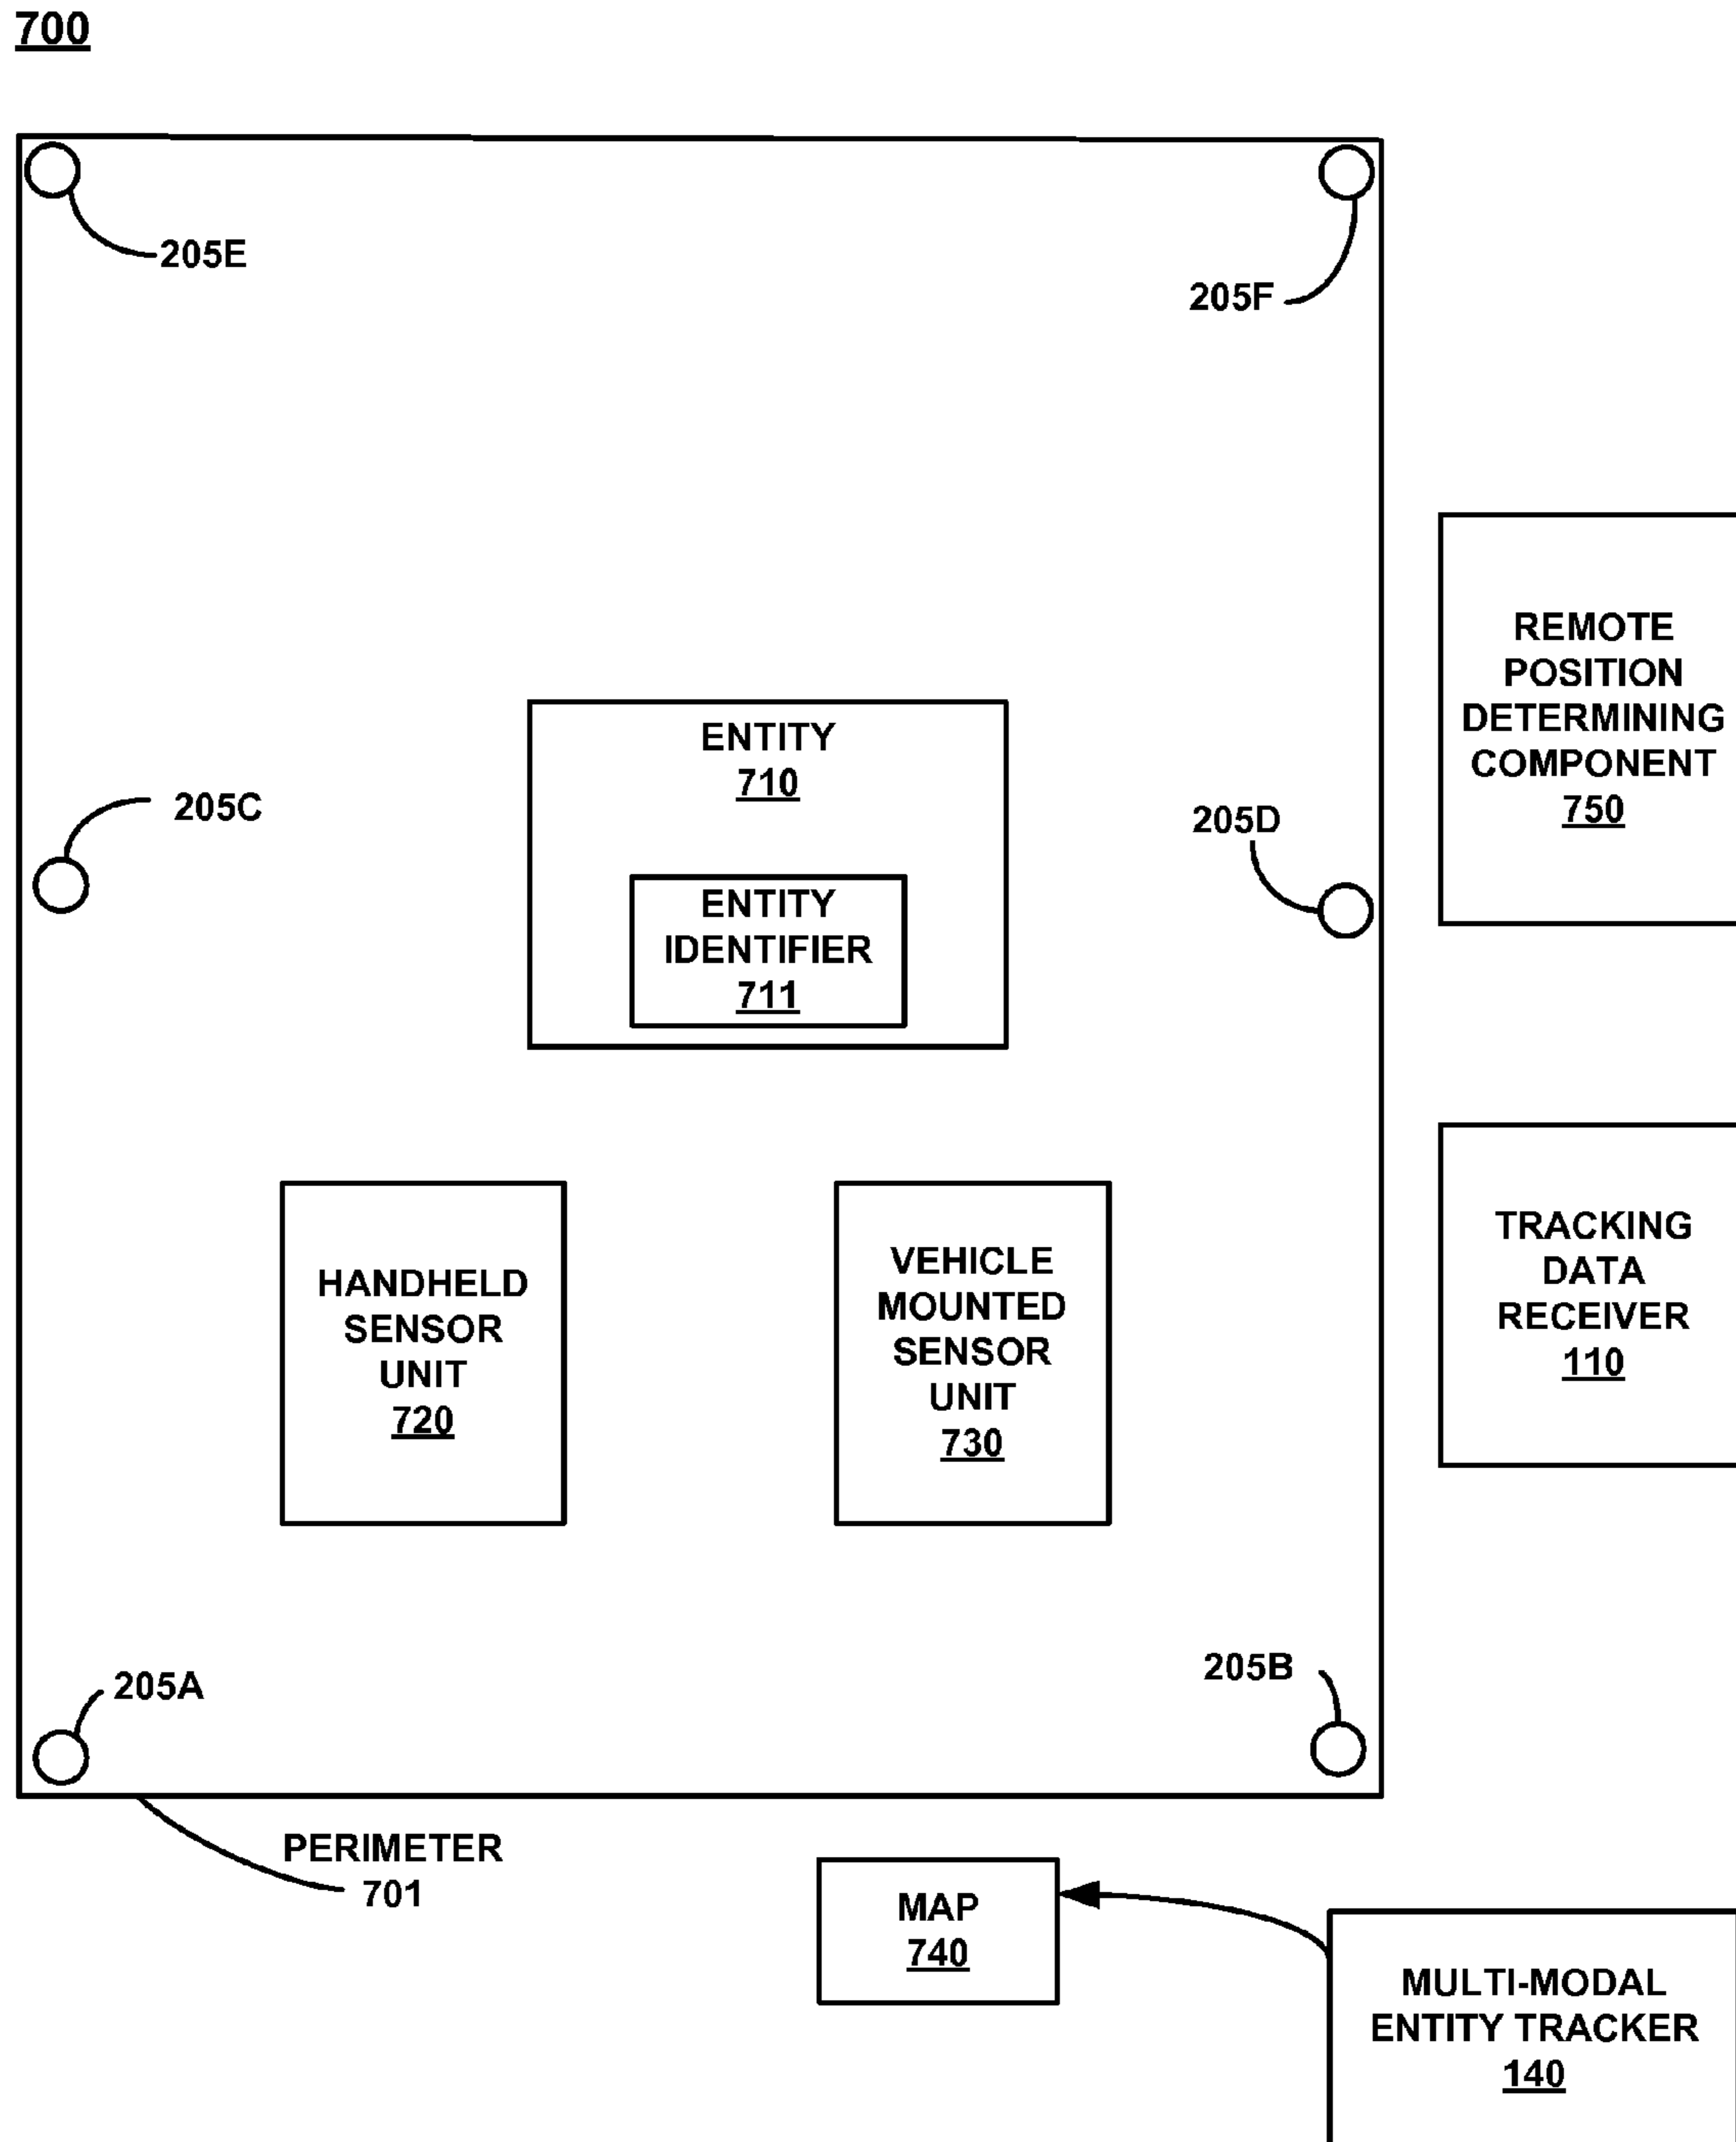 700
205E
205F
REMOTE
POSITION
DETERMINING
COMPONENT
750
ENTITY
710
205C
205D
ENTITY
IDENTIFIER
711
TRACKING
DATA
RECEIVER
110
HANDHELD
SENSOR
UNIT
720
VEHICLE
MOUNTED
SENSOR
UNIT
730
205A
205B
PERIMETER
701
MAP
740
MULTI-MODAL
ENTITY TRACKER
140